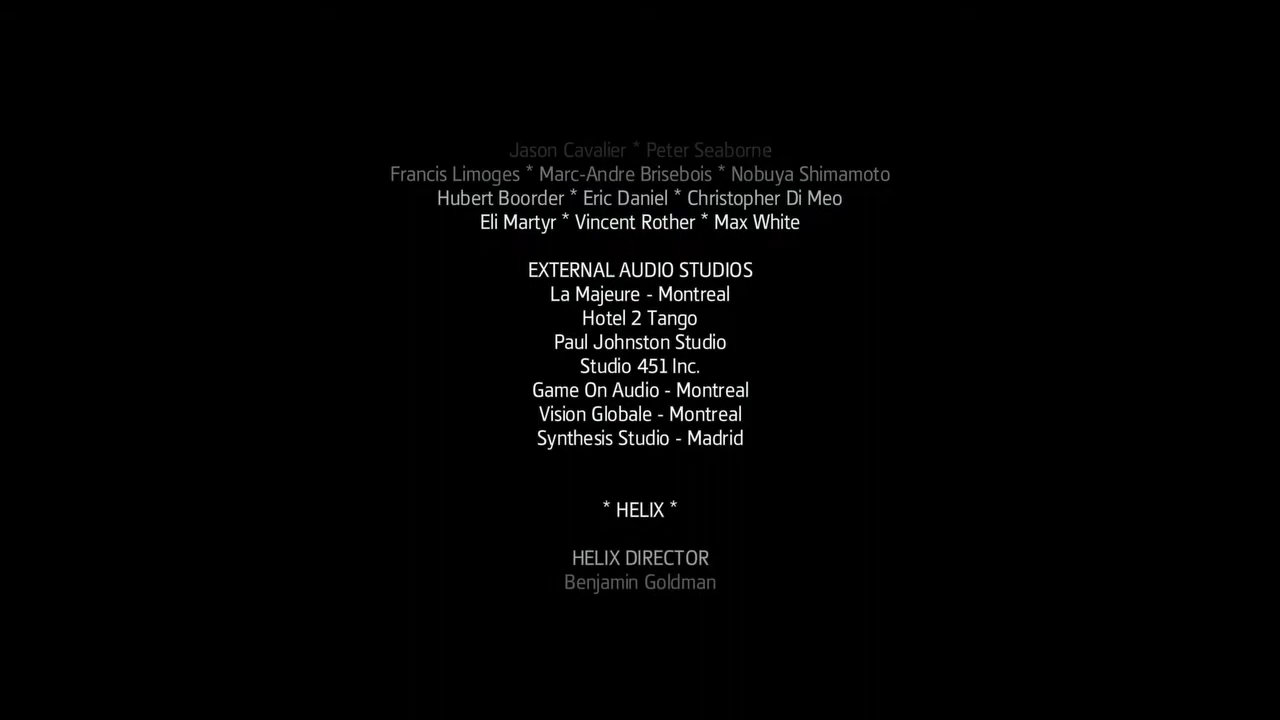 Jason Cavalier * Peter Seaborne
Francis Limoges * Marc-Andre Brisebois * Nobuya Shimamoto
Hubert Boorder * Eric Daniel * Christopher Di Meo
Eli Martyr * Vincent Rother * Max White
EXTERNAL AUDIO STUDIOS
La Majeure - Montreal
Hotel 2 Tango
Paul Johnston Studio
Studio 451 Inc.
Game On Audio - Montreal
Vision Globale - Montreal
Synthesis Studio - Madrid
* HELIX *
HELIX DIRECTOR
Benjamin Goldman